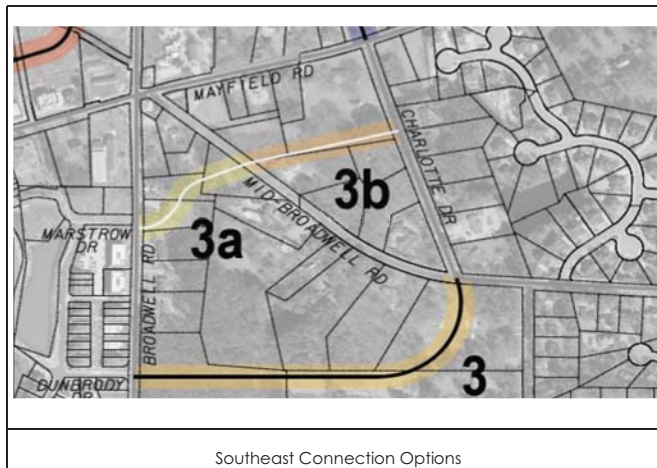 MAYFIELD RD
CHARLOTTE DR
3b
MID-BROADWELL RD
MARSTROW
DR
3a
BROADWELL RD
DUNBRODY
DR
3
Southeast Connection Options